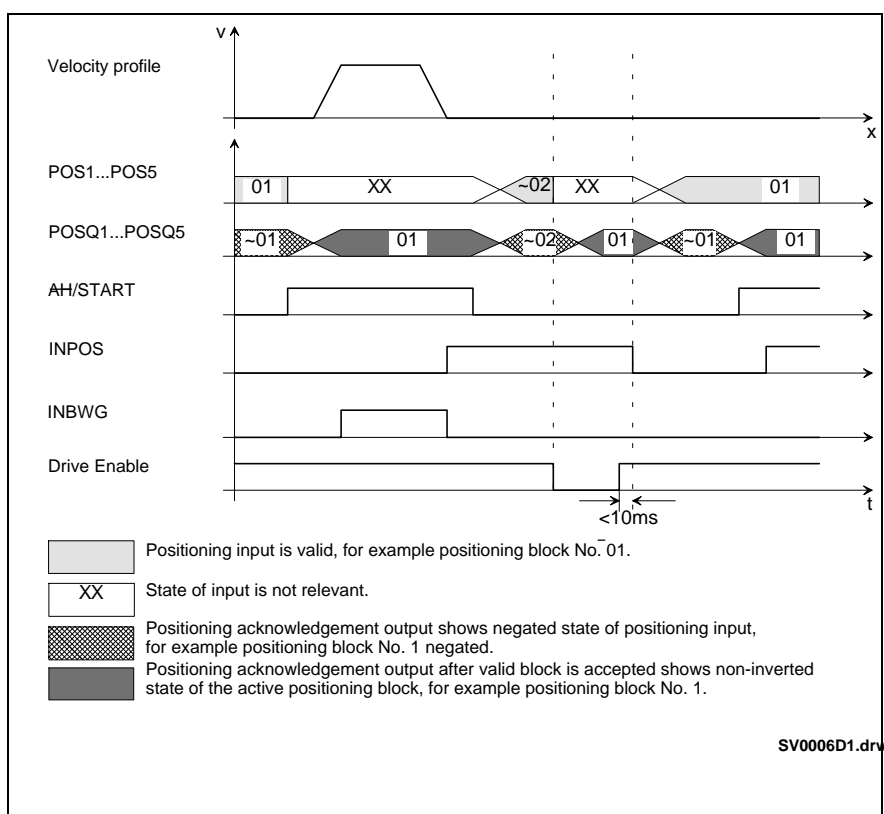 v
Velocity profile
x
POS1...POS5
01 XX ~02 XX 01
POSQ1...POSQ5
~01 01 ~02 01 ~01 01
AH/START
INPOS
INBWG
Drive Enable
t
<10ms
Positioning input is valid, for example positioning block No. 01.
XX State of input is not relevant.
Positioning acknowledgement output shows negated state of positioning input,
for example positioning block No. 1 negated.
Positioning acknowledgement output after valid block is accepted shows non-inverted
state of the active positioning block, for example positioning block No. 1.
SV0006D1.drw